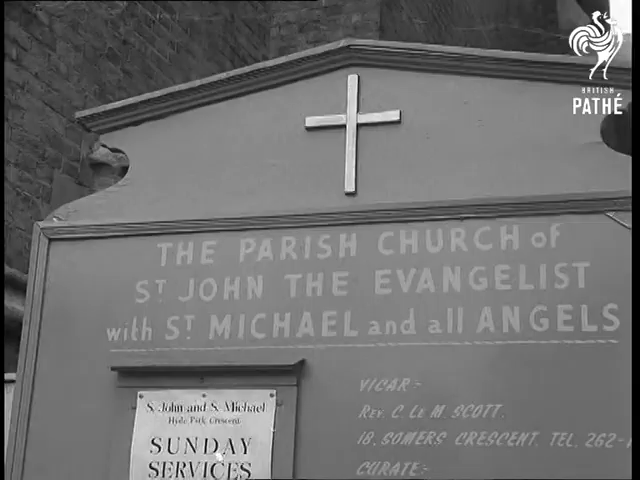 BRITISH
PATHÉ
THE PARISH CHURCH of
ST JOHN THE EVANGELIST
with ST MICHAEL and all ANGELS
S. John and S. Michael
Hyde Park Crescent
SUNDAY
SERVICES
VICAR:-
REV. C. LE M. SCOTT.
18. SOMERS CRESCENT. TEL. 262-
CURATE:-